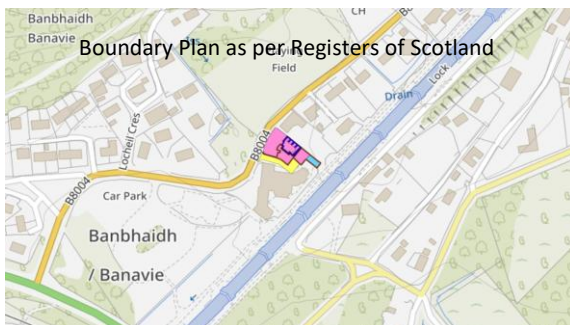 Banbhaidh
Banavie
CH
Boundary Plan as per Registers of Scotland
Field
Drain
Lock
Locheil Cres
B8004
Car Park
B8004
Banbhaidh
/ Banavie